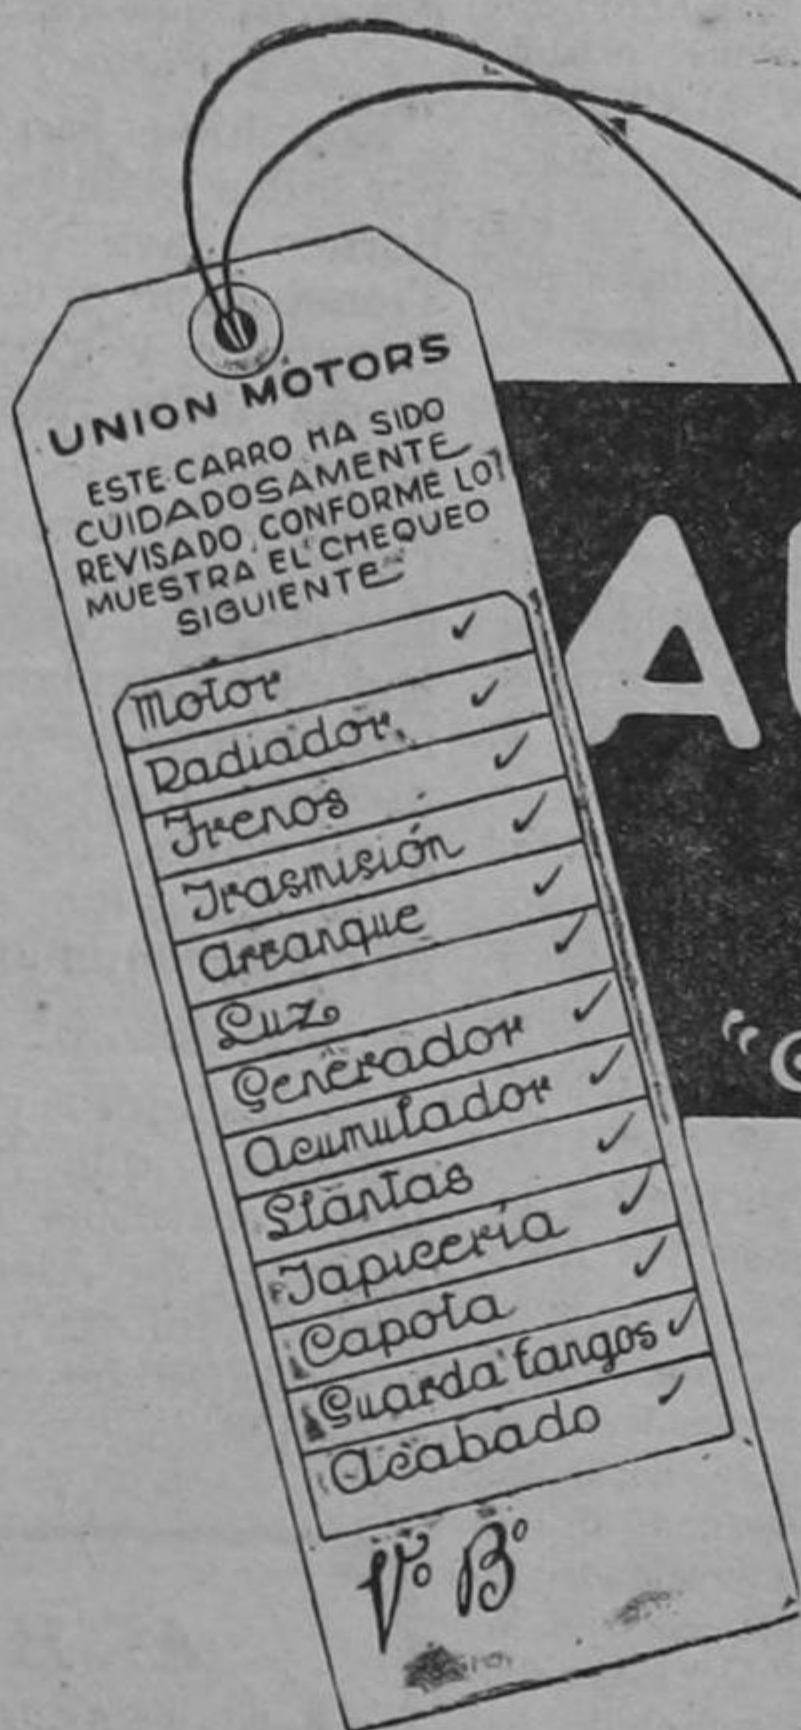 UNION MOTORS
ESTE CARRO HA SIDO
CUIDADOSAMENTE
REVISADO, CONFORME LO
MUESTRA EL CHEQUEO
SIGUIENTE
Motor ✓
Radiador ✓
Frenos ✓
Trasmisión ✓
Arranque ✓
Luz ✓
Generador ✓
Acumulador ✓
Llantas ✓
Tapicería ✓
Capota ✓
Guarda fangos ✓
Acabado ✓
Vº Bº
A